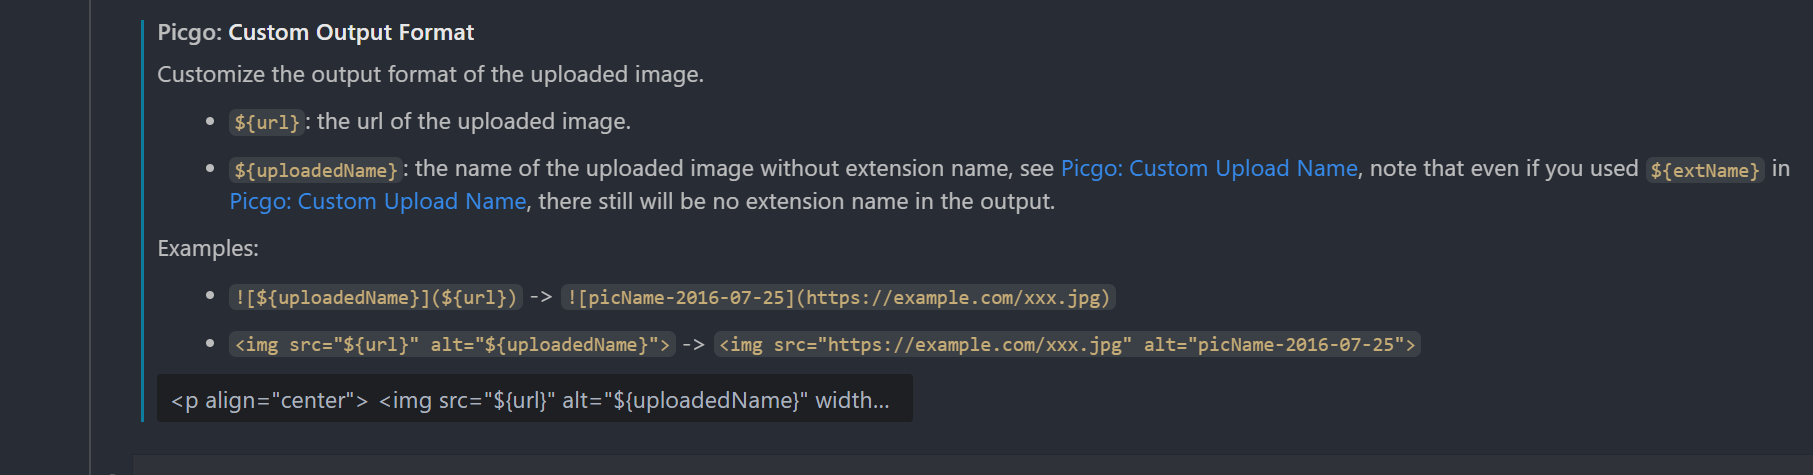 Picgo: Custom Output Format
Customize the output format of the uploaded image.
${url}: the url of the uploaded image.
${uploadedName}: the name of the uploaded image without extension name, see Picgo: Custom Upload Name, note that even if you used ${extName} in
Picgo: Custom Upload Name, there still will be no extension name in the output.
Examples:
![${uploadedName}](${url}) -> ![picName-2016-07-25](https://example.com/xxx.jpg)
<img src="${url}" alt="${uploadedName}"> -> <img src="https://example.com/xxx.jpg" alt="picName-2016-07-25">
<p align="center"> <img src="${url}" alt="${uploadedName}" width...